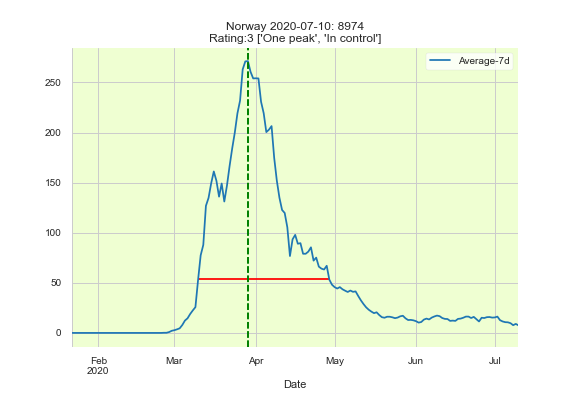 Norway 2020-07-10: 8974
Rating:3 ['One peak', 'In control']
Average-7d
250
200
150
100
50
0
Feb
2020
Mar
Apr
May
Jun
Jul
Date